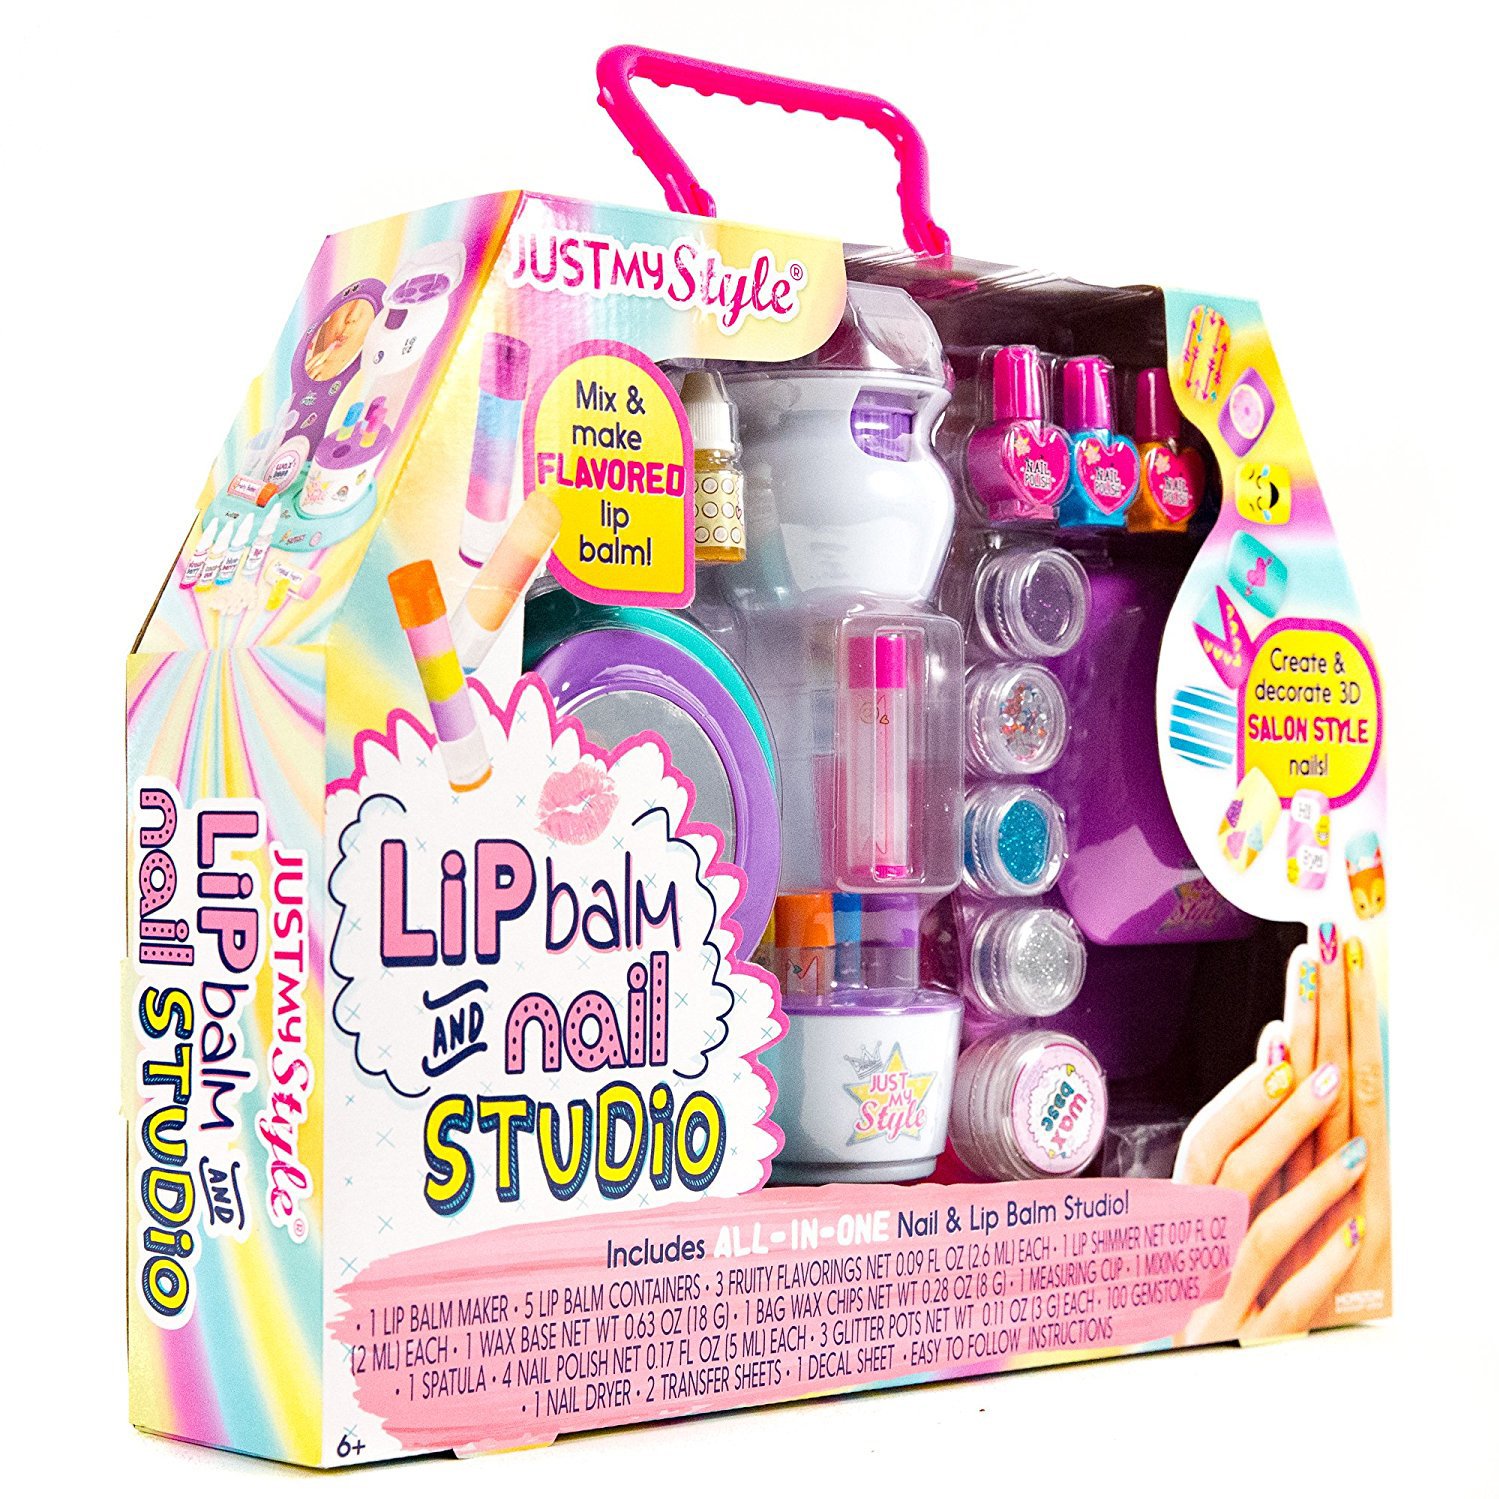 JUST MY Style®
Mix &
make
FLAVORED
lip
balm!
NAIL
POLISH
NAIL
POLISH
NAIL
POLISH
Create &
decorate 3D
SALON STYLE
nails!
LiP balm
AND nail
STUDiO
JUST
MY
Style
wax
base
Style
Includes ALL-IN-ONE Nail & Lip Balm Studio!
• 1 LIP BALM MAKER • 5 LIP BALM CONTAINERS • 3 FRUITY FLAVORINGS NET 0.09 FL OZ (2.6 ML) EACH • 1 LIP SHIMMER NET 0.07 FL OZ
(2 ML) EACH • 1 WAX BASE NET WT 0.63 OZ (18 G) • 1 BAG WAX CHIPS NET WT 0.28 OZ (8 G) • 1 MEASURING CUP • 1 MIXING SPOON
• 1 SPATULA • 4 NAIL POLISH NET 0.17 FL OZ (5 ML) EACH • 3 GLITTER POTS NET WT 0.11 OZ (3 G) EACH • 100 GEMSTONES
• 1 NAIL DRYER • 2 TRANSFER SHEETS • 1 DECAL SHEET • EASY TO FOLLOW INSTRUCTIONS
6+
JUST MY Style®
LiP balm AND
nail STUDiO